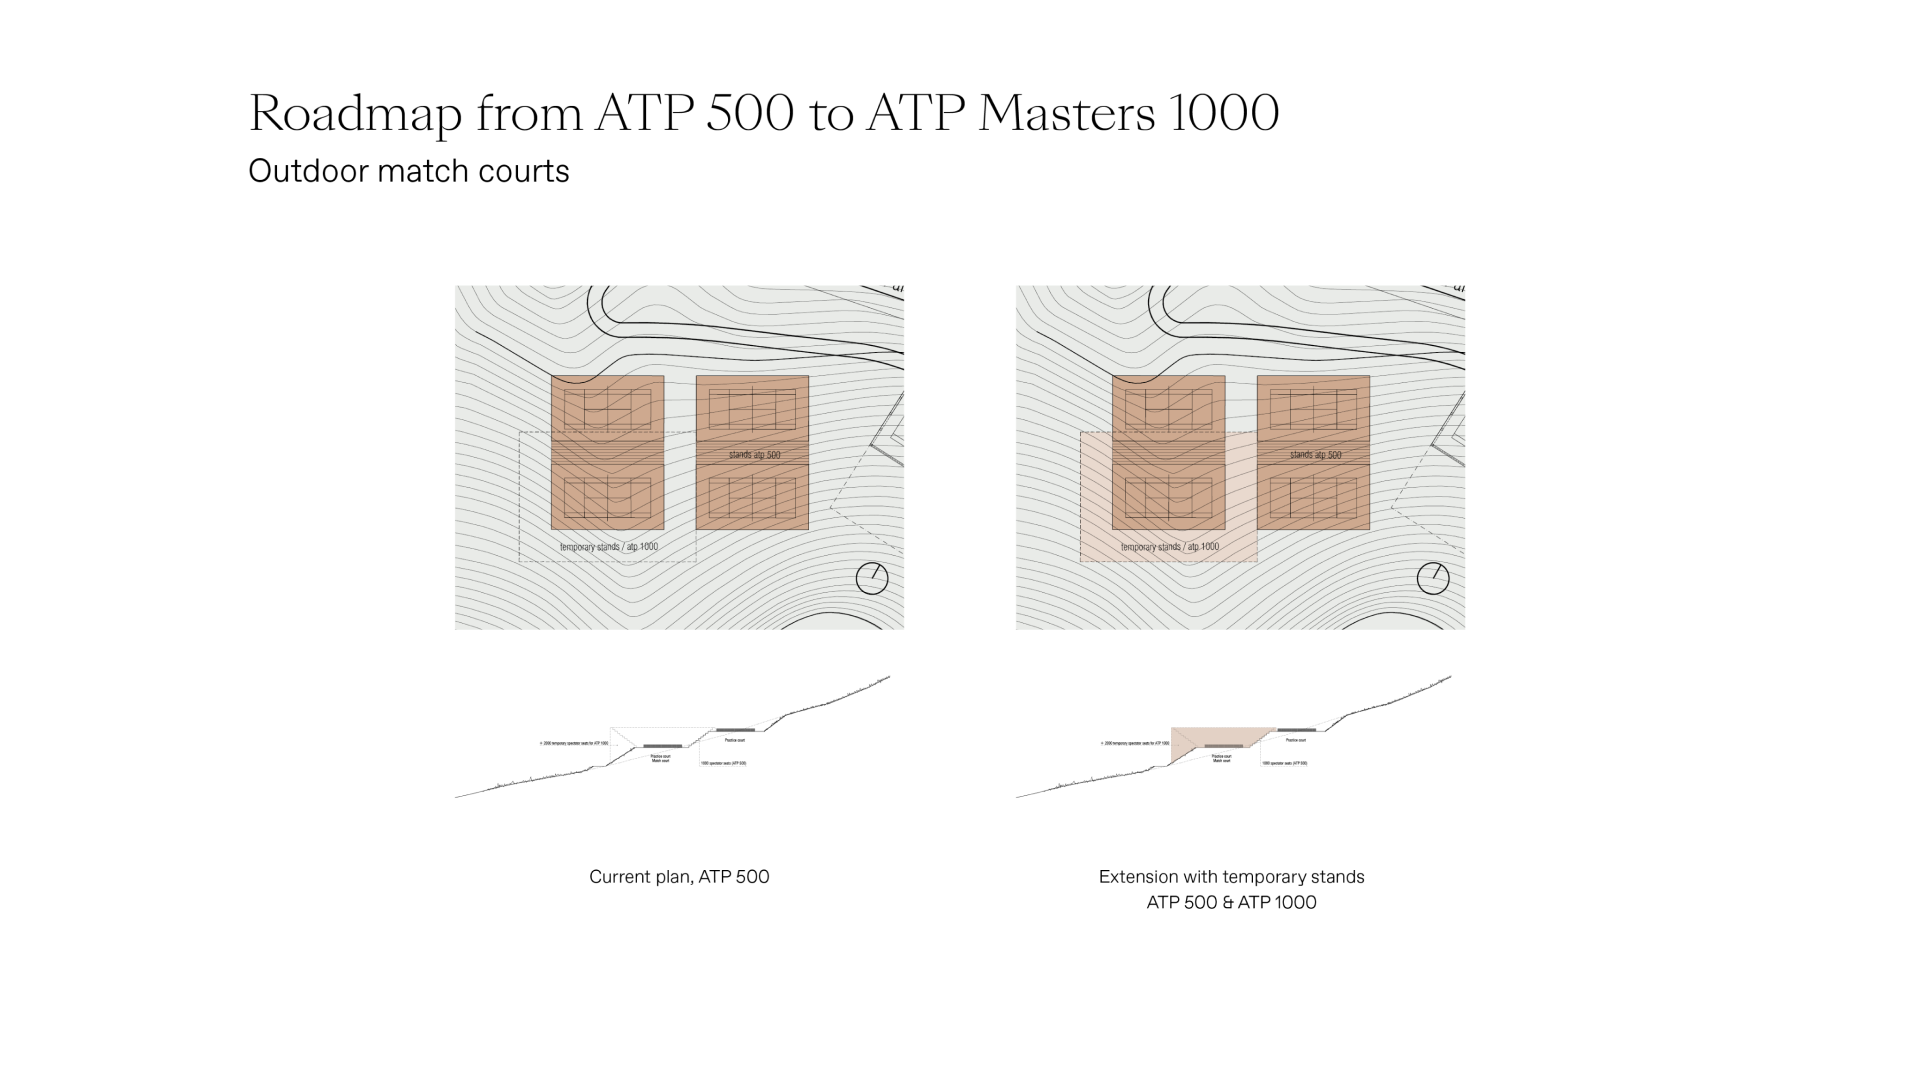 Roadmap from ATP 500 to ATP Masters 1000
Outdoor match courts
stands atp 500
temporary stands / atp 1000
stands atp 500
temporary stands / atp 1000
2000 temporary spectator seats for ATP 1000
Practice court
Practice court
Match court
1000 spectator seats (ATP 500)
2000 temporary spectator seats for ATP 1000
Practice court
Practice court
Match court
1000 spectator seats (ATP 500)
Current plan, ATP 500
Extension with temporary stands
ATP 500 & ATP 1000